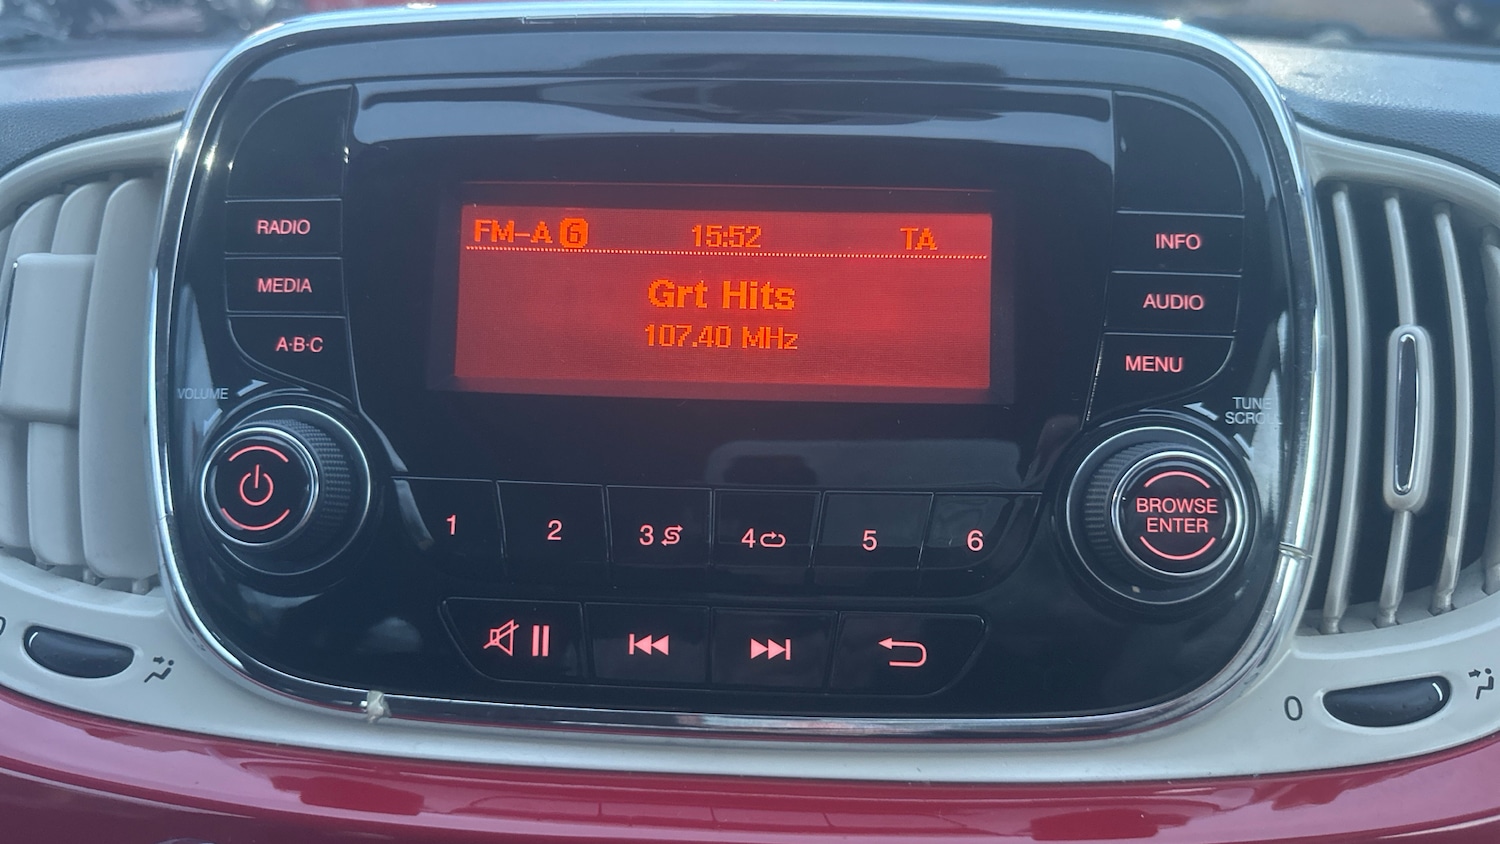 FM-A 6 15:52 TA
Grt Hits
107.40 MHz
RADIO
MEDIA
A·B·C
VOLUME
INFO
AUDIO
MENU
TUNE
SCROLL
BROWSE
ENTER
1 2 3 4 5 6
0